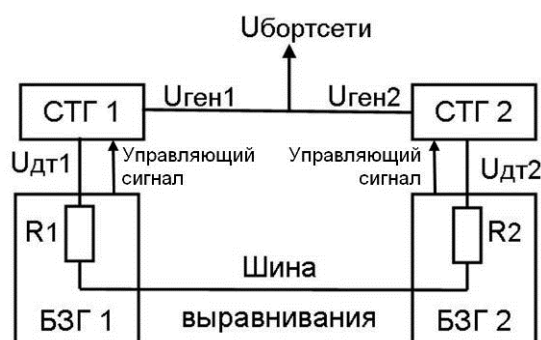 Uбортсети
СТГ 1
Uген1
Uген2
СТГ 2
Uдт1
Управляющий
сигнал
Управляющий
сигнал
Uдт2
R1
R2
Шина
БЗГ 1
выравнивания
БЗГ 2